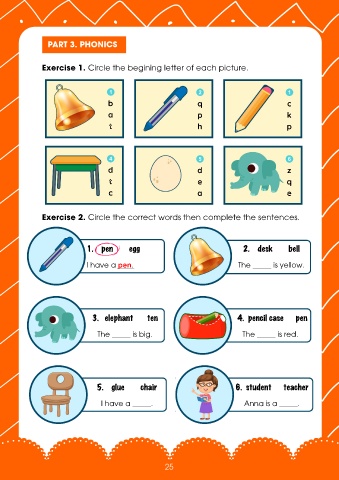 PART 3. PHONICS
Exercise 1. Circle the begining letter of each picture.
1
b
a
t
2
q
p
h
1
c
k
p
4
d
t
c
5
d
e
a
6
z
q
e
Exercise 2. Circle the correct words then complete the sentences.
1. pen egg
I have a pen.
2. desk bell
The _____ is yellow.
3. elephant ten
The _____ is big.
4. pencil case pen
The _____ is red.
5. glue chair
I have a _____.
6. student teacher
Anna is a _____.
25